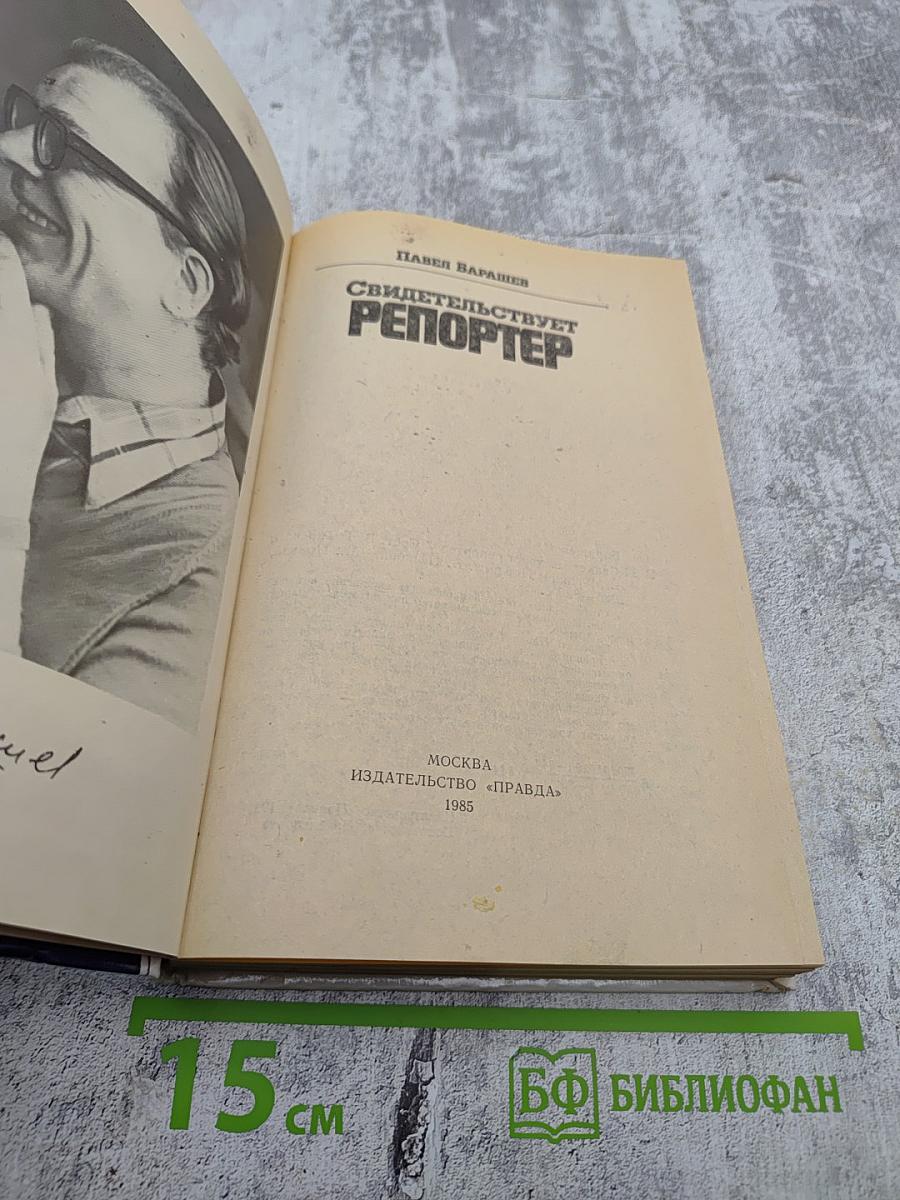 Павел Барашев
Свидетельствует
РЕПОРТЕР
МОСКВА
ИЗДАТЕЛЬСТВО «ПРАВДА»
1985
15 см
БФ БИБЛИОФАН